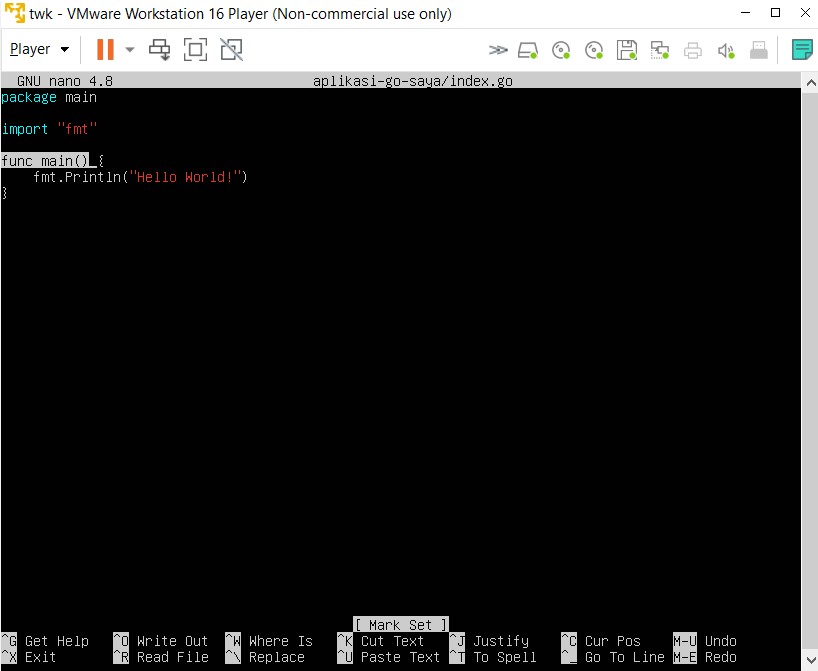 twk - VMware Workstation 16 Player (Non-commercial use only)
Player
GNU nano 4.8 aplikasi-go-saya/index.go
package main
import "fmt"
func main() {
    fmt.Println("Hello World!")
}
[ Mark Set ]
^G Get Help ^O Write Out ^W Where Is ^K Cut Text ^J Justify ^C Cur Pos M-U Undo
^X Exit ^R Read File ^\ Replace ^U Paste Text ^T To Spell ^_ Go To Line M-E Redo